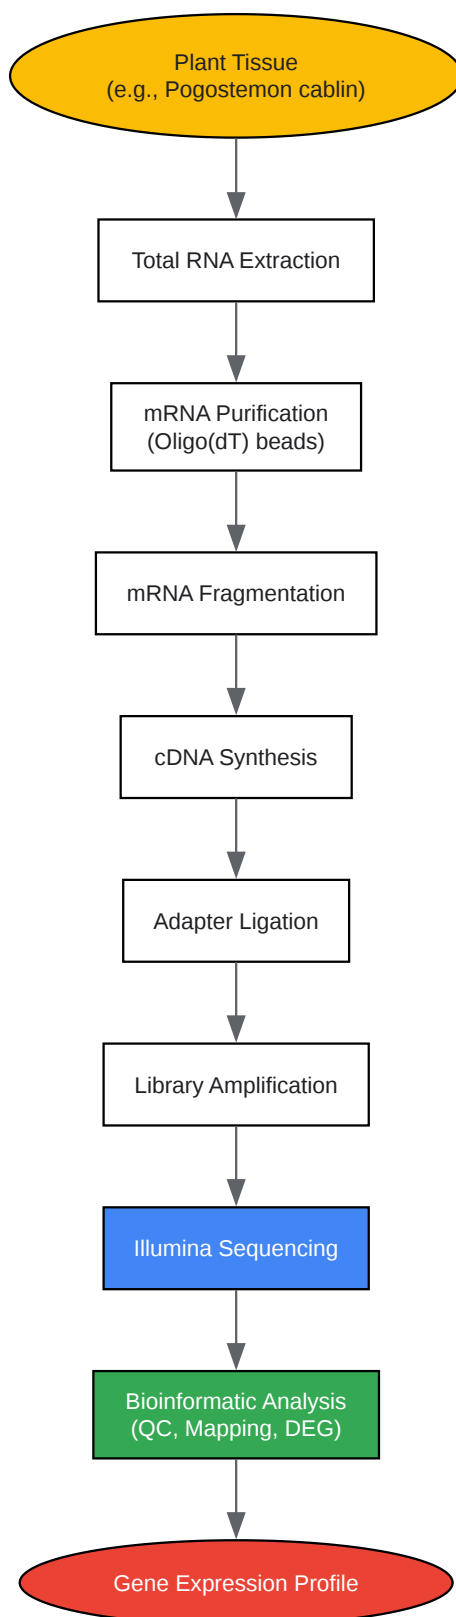 Plant Tissue
(e.g., Pogostemon cablin)
Total RNA Extraction
mRNA Purification
(Oligo(dT) beads)
mRNA Fragmentation
cDNA Synthesis
Adapter Ligation
Library Amplification
Illumina Sequencing
Bioinformatic Analysis
(QC, Mapping, DEG)
Gene Expression Profile